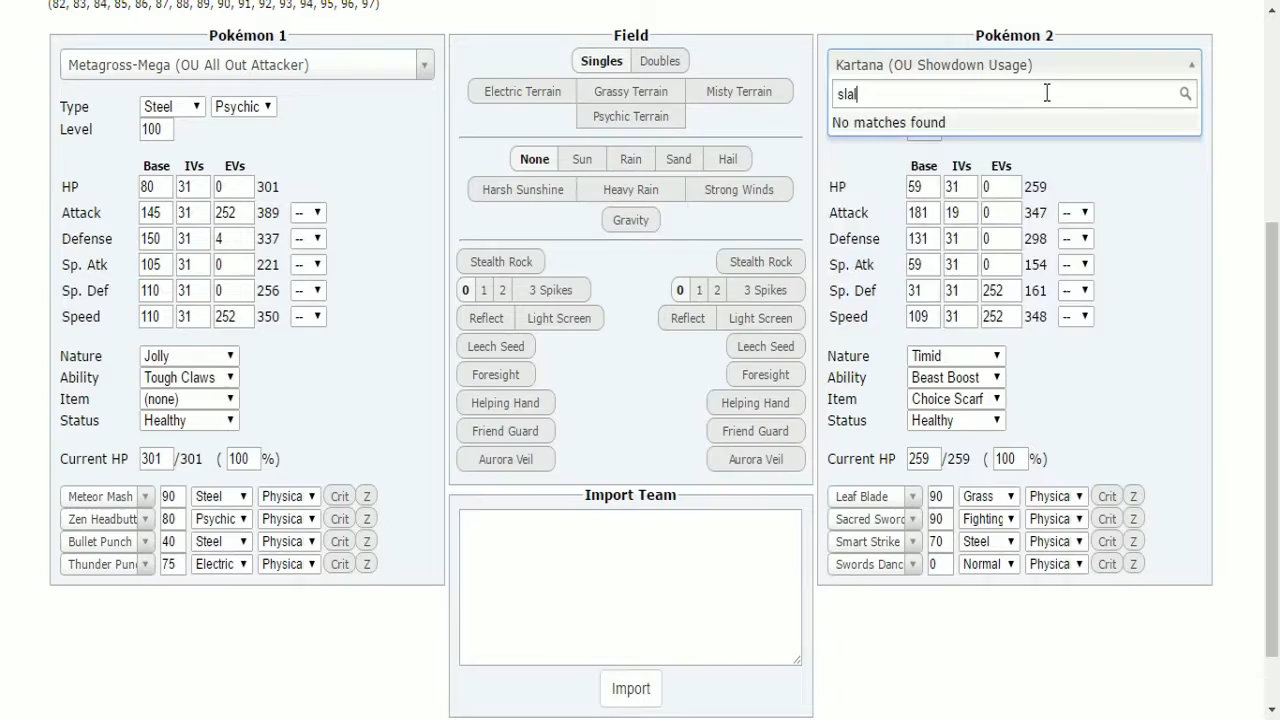 (82, 83, 84, 85, 86, 87, 88, 89, 90, 91, 92, 93, 94, 95, 96, 97)
Pokémon 1
Metagross-Mega (OU All Out Attacker)
Type Steel Psychic
Level 100
Base IVs EVs
HP 80 31 0 301
Attack 145 31 252 389 --
Defense 150 31 4 337 --
Sp. Atk 105 31 0 221 --
Sp. Def 110 31 0 256 --
Speed 110 31 252 350 --
Nature Jolly
Ability Tough Claws
Item (none)
Status Healthy
Current HP 301 /301 ( 100 %)
Meteor Mash 90 Steel Physica Crit Z
Zen Headbutt 80 Psychic Physica Crit Z
Bullet Punch 40 Steel Physica Crit Z
Thunder Pun 75 Electric Physica Crit Z
Field
Singles Doubles
Electric Terrain Grassy Terrain Misty Terrain
Psychic Terrain
None Sun Rain Sand Hail
Harsh Sunshine Heavy Rain Strong Winds
Gravity
Stealth Rock Stealth Rock
0 1 2 3 Spikes 0 1 2 3 Spikes
Reflect Light Screen Reflect Light Screen
Leech Seed Leech Seed
Foresight Foresight
Helping Hand Helping Hand
Friend Guard Friend Guard
Aurora Veil Aurora Veil
Import Team
Import
Pokémon 2
Kartana (OU Showdown Usage)
slal
No matches found
Base IVs EVs
HP 59 31 0 259
Attack 181 19 0 347 --
Defense 131 31 0 298 --
Sp. Atk 59 31 0 154 --
Sp. Def 31 31 252 161 --
Speed 109 31 252 348 --
Nature Timid
Ability Beast Boost
Item Choice Scarf
Status Healthy
Current HP 259 /259 ( 100 %)
Leaf Blade 90 Grass Physica Crit Z
Sacred Sword 90 Fighting Physica Crit Z
Smart Strike 70 Steel Physica Crit Z
Swords Danc 0 Normal Physica Crit Z